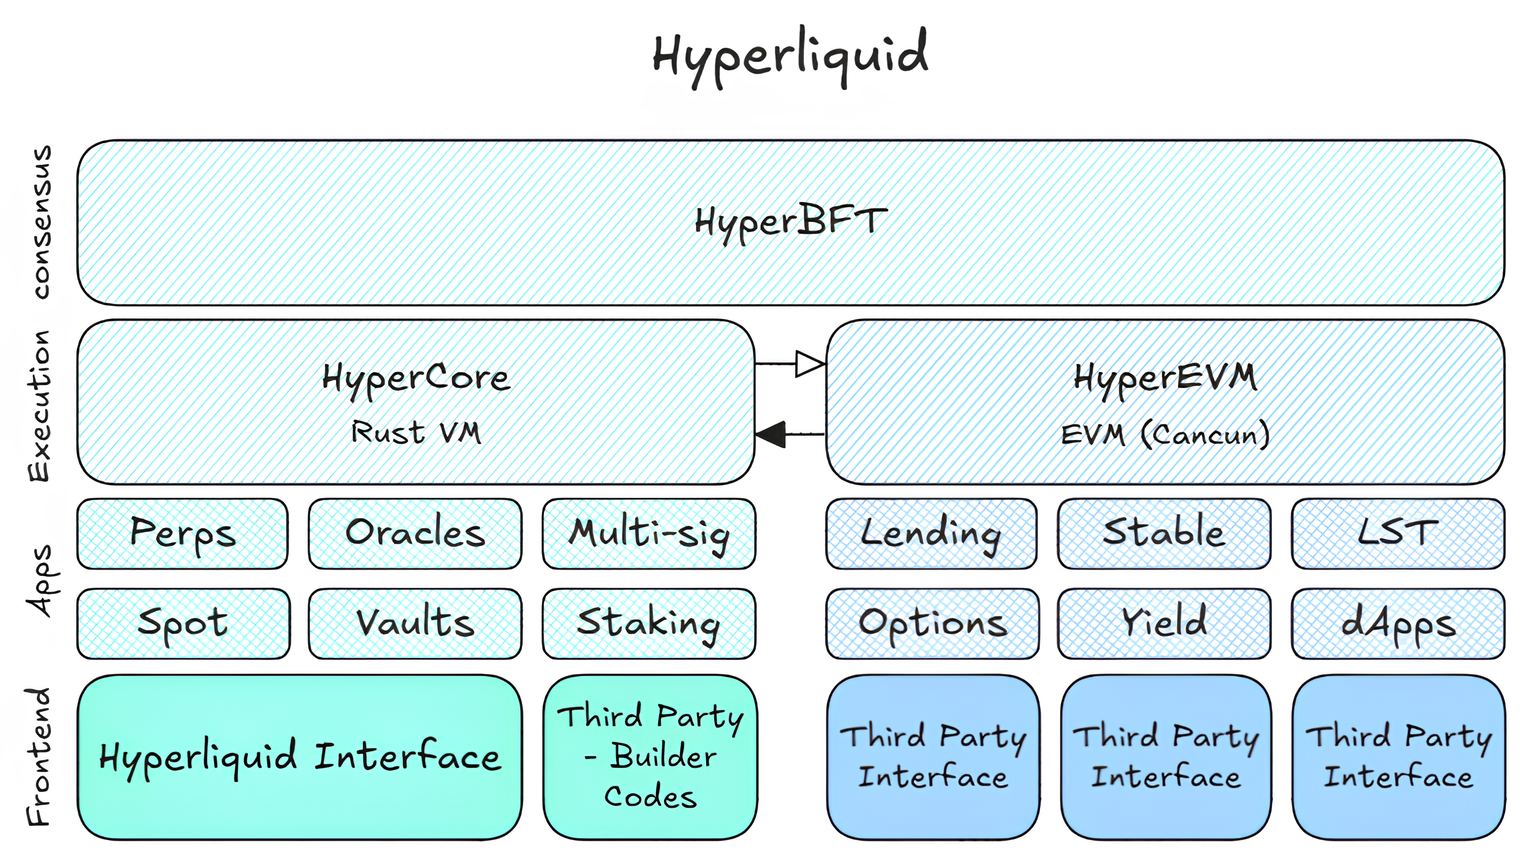 Hyperliquid
consensus
HyperBFT
Execution
HyperCore
Rust VM
HyperEVM
EVM (Cancun)
Apps
Perps
Oracles
Multi-sig
Lending
Stable
LST
Spot
Vaults
Staking
Options
Yield
dApps
Frontend
Hyperliquid Interface
Third Party
- Builder
Codes
Third Party
Interface
Third Party
Interface
Third Party
Interface